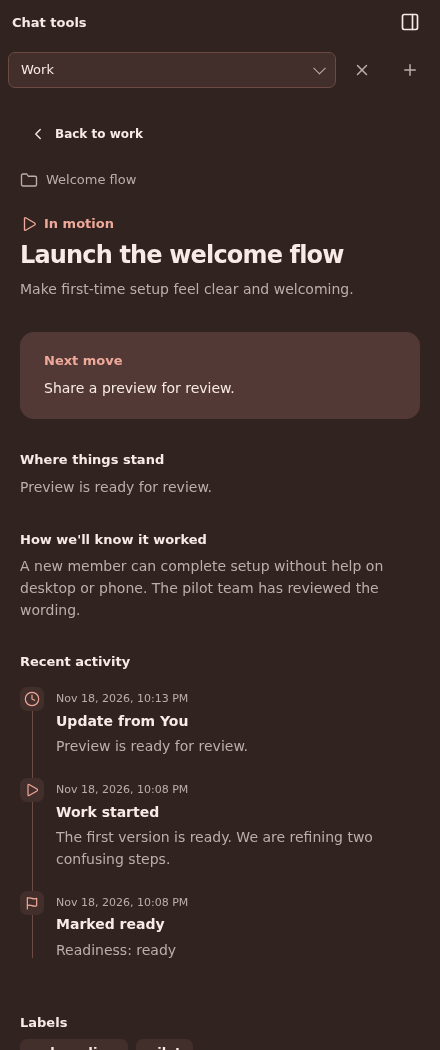 Chat tools
Work
Back to work
Welcome flow
In motion
Launch the welcome flow
Make first-time setup feel clear and welcoming.
Next move
Share a preview for review.
Where things stand
Preview is ready for review.
How we'll know it worked
A new member can complete setup without help on
desktop or phone. The pilot team has reviewed the
wording.
Recent activity
Nov 18, 2026, 10:13 PM
Update from You
Preview is ready for review.
Nov 18, 2026, 10:08 PM
Work started
The first version is ready. We are refining two
confusing steps.
Nov 18, 2026, 10:08 PM
Marked ready
Readiness: ready
Labels